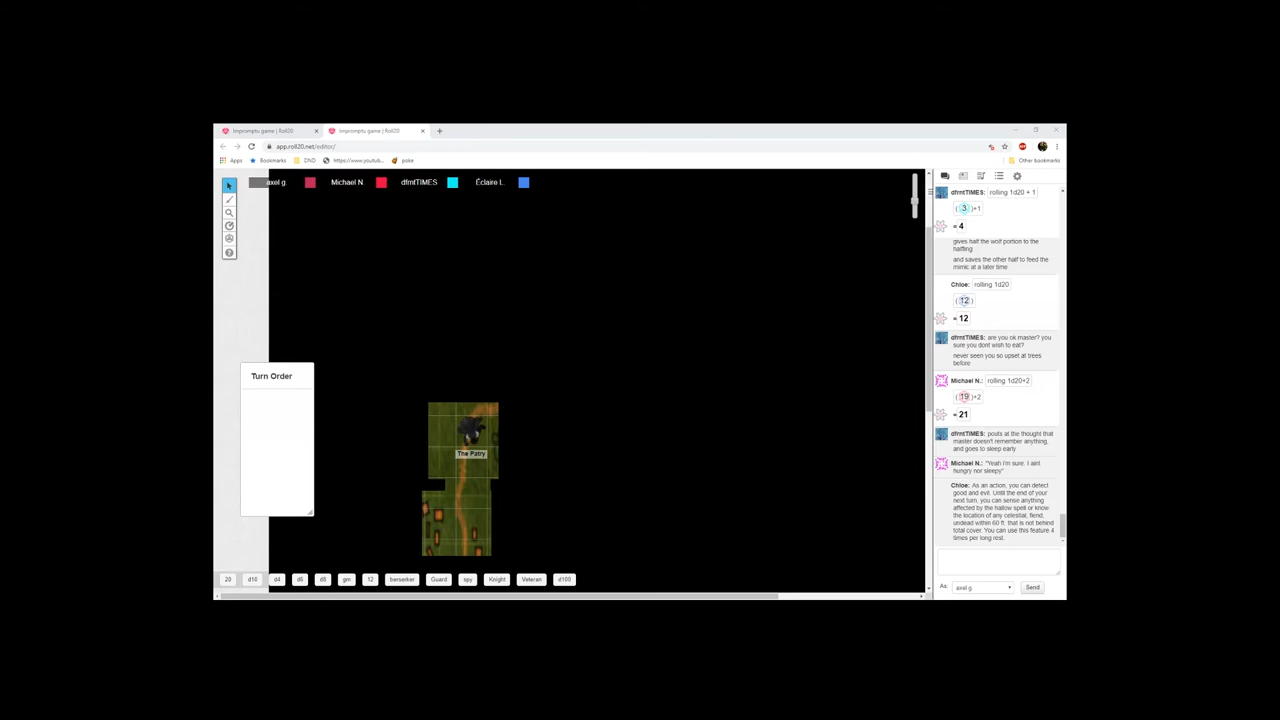 Impromptu game | Roll20
Impromptu game | Roll20
app.roll20.net/editor/
Apps
Bookmarks
DND
https://www.youtub...
poke
Other bookmarks
axel g.
Michael N.
dfrntTIMES
Éclaire L.
Turn Order
The Patry
20
d10
d4
d6
d8
gm
12
berserker
Guard
spy
Knight
Veteran
d100
dfrntTIMES: rolling 1d20 + 1
(3)+1
= 4
gives half the wolf portion to the
halfling
and saves the other half to feed the
mimic at a later time
Chloe: rolling 1d20
(12)
= 12
dfrntTIMES: are you ok master? you
sure you dont wish to eat?
never seen you so upset at trees
before
Michael N.: rolling 1d20+2
(19)+2
= 21
dfrntTIMES: pouts at the thought that
master doesn't remember anything,
and goes to sleep early
Michael N.: "Yeah i'm sure. I aint
hungry nor sleepy"
Chloe: As an action, you can detect
good and evil. Until the end of your
next turn, you can sense anything
affected by the hallow spell or know
the location of any celestial, fiend,
undead within 60 ft. that is not behind
total cover. You can use this feature 4
times per long rest.
As:
axel g.
Send